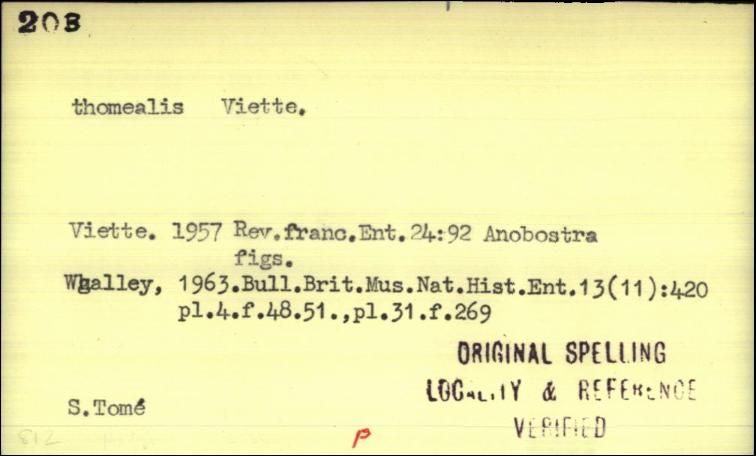 203
thomealis Viette.
Viette. 1957 Rev.franc.Ent.24:92 Anobostra
figs.
Whalley, 1963.Bull.Brit.Mus.Nat.Hist.Ent.13(11):420
pl.4.f.48.51.,pl.31.f.269
ORIGINAL SPELLING
LOCALITY & REFERENCE
VERIFIED
S.Tomé